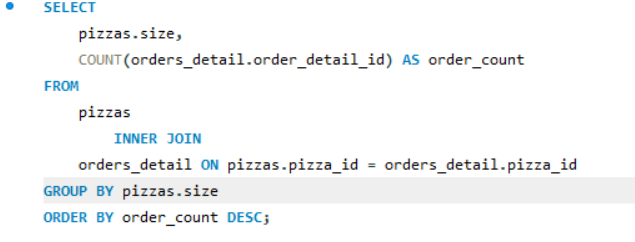 SELECT
pizzas.size,
COUNT(orders_detail.order_detail_id) AS order_count
FROM
pizzas
INNER JOIN
orders_detail ON pizzas.pizza_id = orders_detail.pizza_id
GROUP BY pizzas.size
ORDER BY order_count DESC;